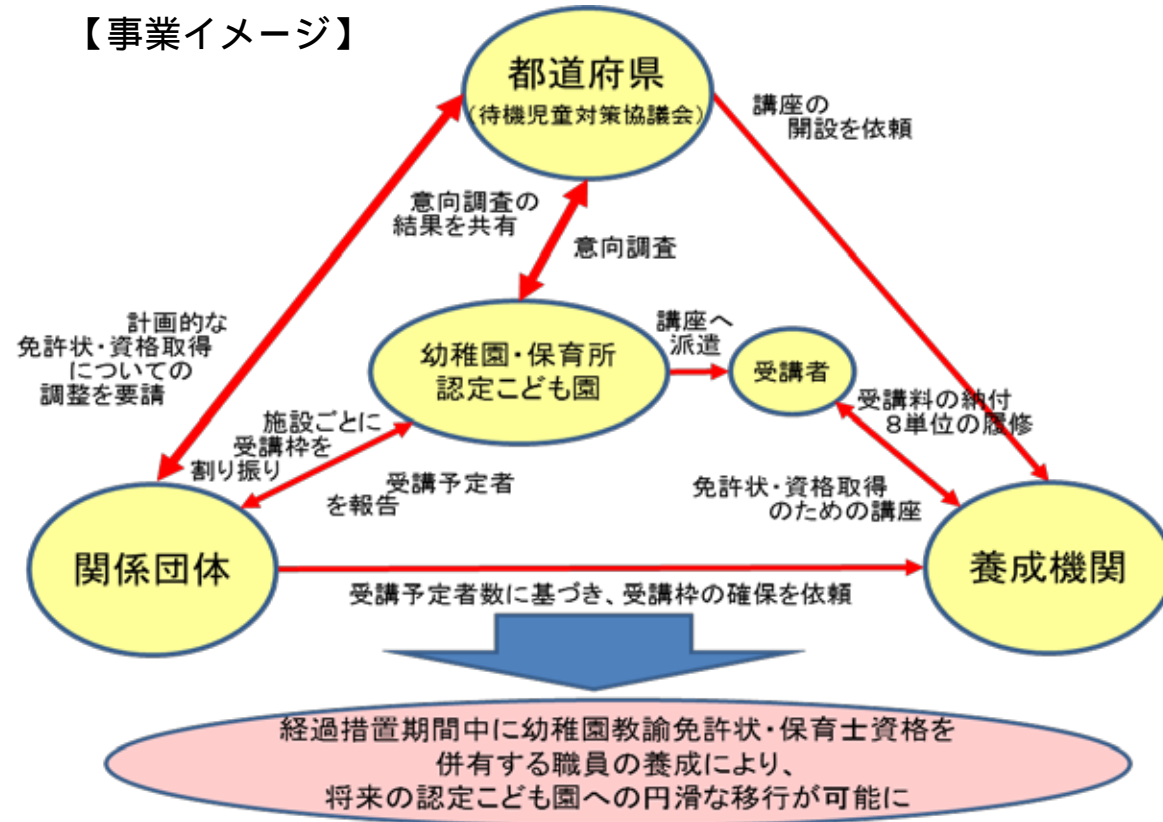 【事業イメージ】
都道府県
（待機児童対策協議会）
講座の
開設を依頼
意向調査の
結果を共有
意向調査
計画的な
免許状・資格取得
についての
調整を要請
幼稚園・保育所
認定こども園
講座へ
派遣
受講者
受講料の納付
８単位の履修
施設ごとに
受講枠を
割り振り
受講予定者
を報告
免許状・資格取得
のための講座
関係団体
養成機関
受講予定者数に基づき、受講枠の確保を依頼
経過措置期間中に幼稚園教諭免許状・保育士資格を
併有する職員の養成により、
将来の認定こども園への円滑な移行が可能に